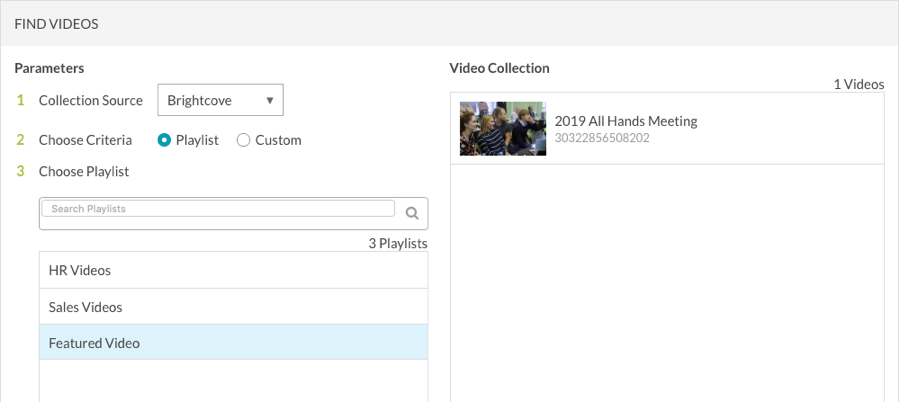 FIND VIDEOS
Parameters
1 Collection Source Brightcove
2 Choose Criteria Playlist Custom
3 Choose Playlist
Search Playlists
3 Playlists
HR Videos
Sales Videos
Featured Video
Video Collection
1 Videos
2019 All Hands Meeting
30322856508202